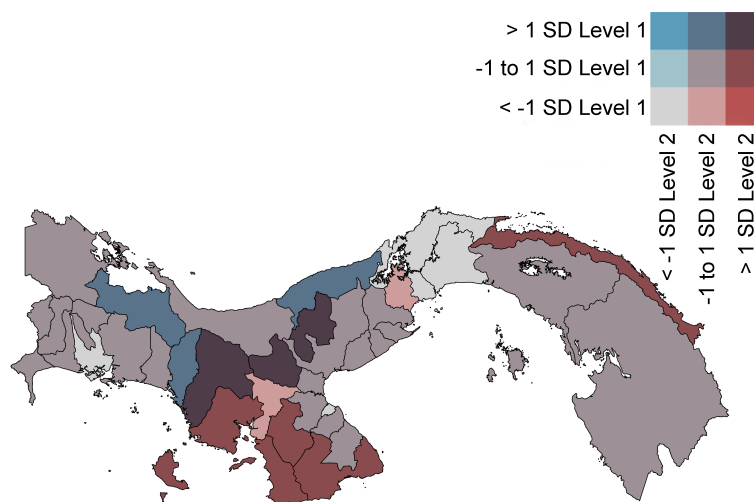 > 1 SD Level 1
-1 to 1 SD Level 1
< -1 SD Level 1
< -1 SD Level 2
-1 to 1 SD Level 2
> 1 SD Level 2